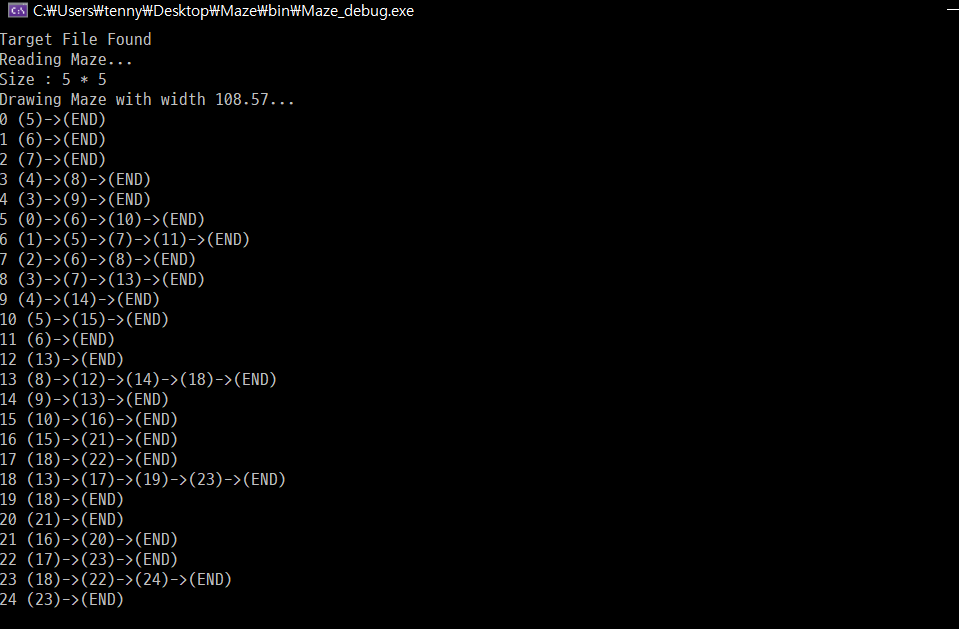 C:\Users₩tenny₩Desktop₩Maze₩bin₩Maze_debug.exe
Target File Found
Reading Maze...
Size : 5 * 5
Drawing Maze with width 108.57...
0 (5)->(END)
1 (6)->(END)
2 (7)->(END)
3 (4)->(8)->(END)
4 (3)->(9)->(END)
5 (0)->(6)->(10)->(END)
6 (1)->(5)->(7)->(11)->(END)
7 (2)->(6)->(8)->(END)
8 (3)->(7)->(13)->(END)
9 (4)->(14)->(END)
10 (5)->(15)->(END)
11 (6)->(END)
12 (13)->(END)
13 (8)->(12)->(14)->(18)->(END)
14 (9)->(13)->(END)
15 (10)->(16)->(END)
16 (15)->(21)->(END)
17 (18)->(22)->(END)
18 (13)->(17)->(19)->(23)->(END)
19 (18)->(END)
20 (21)->(END)
21 (16)->(20)->(END)
22 (17)->(23)->(END)
23 (18)->(22)->(24)->(END)
24 (23)->(END)